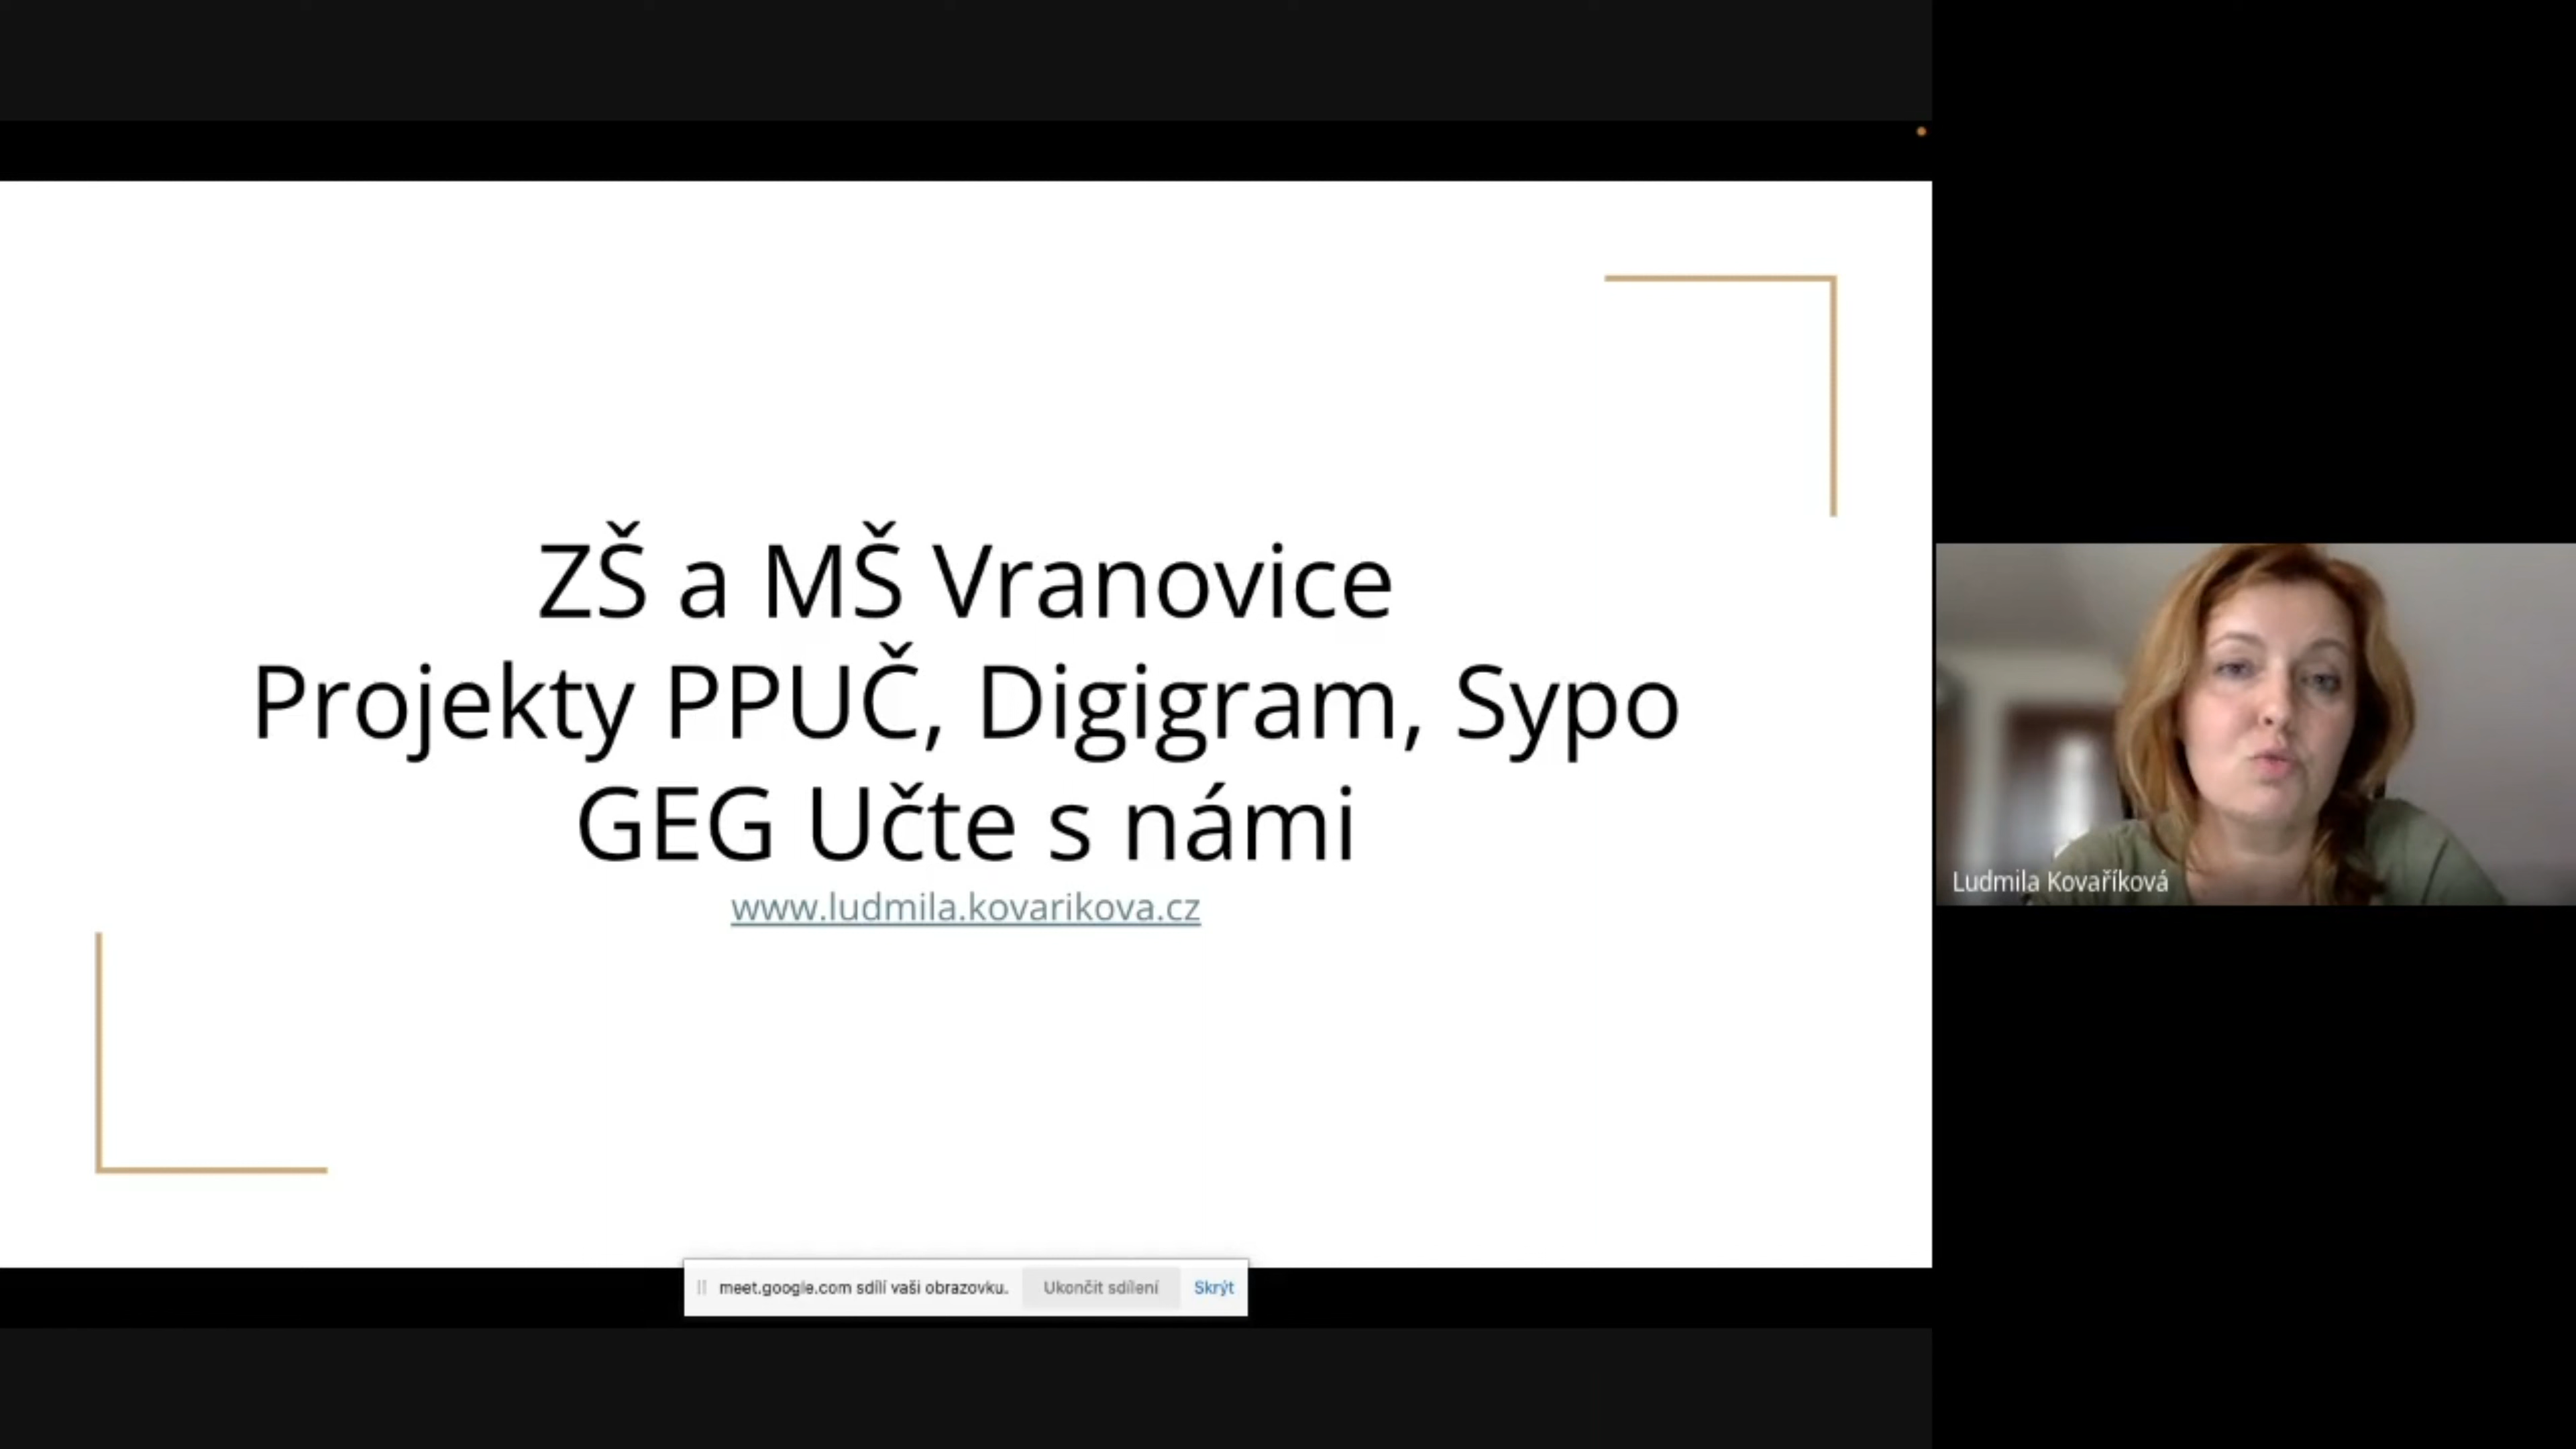 ZŠ a MŠ Vranovice
Projekty PPUČ, Digigram, Sypo
GEG Učte s námi
www.ludmila.kovarikova.cz
Ludmila Kovaříková
meet.google.com sdílí vaši obrazovku. Ukončit sdílení Skrýt